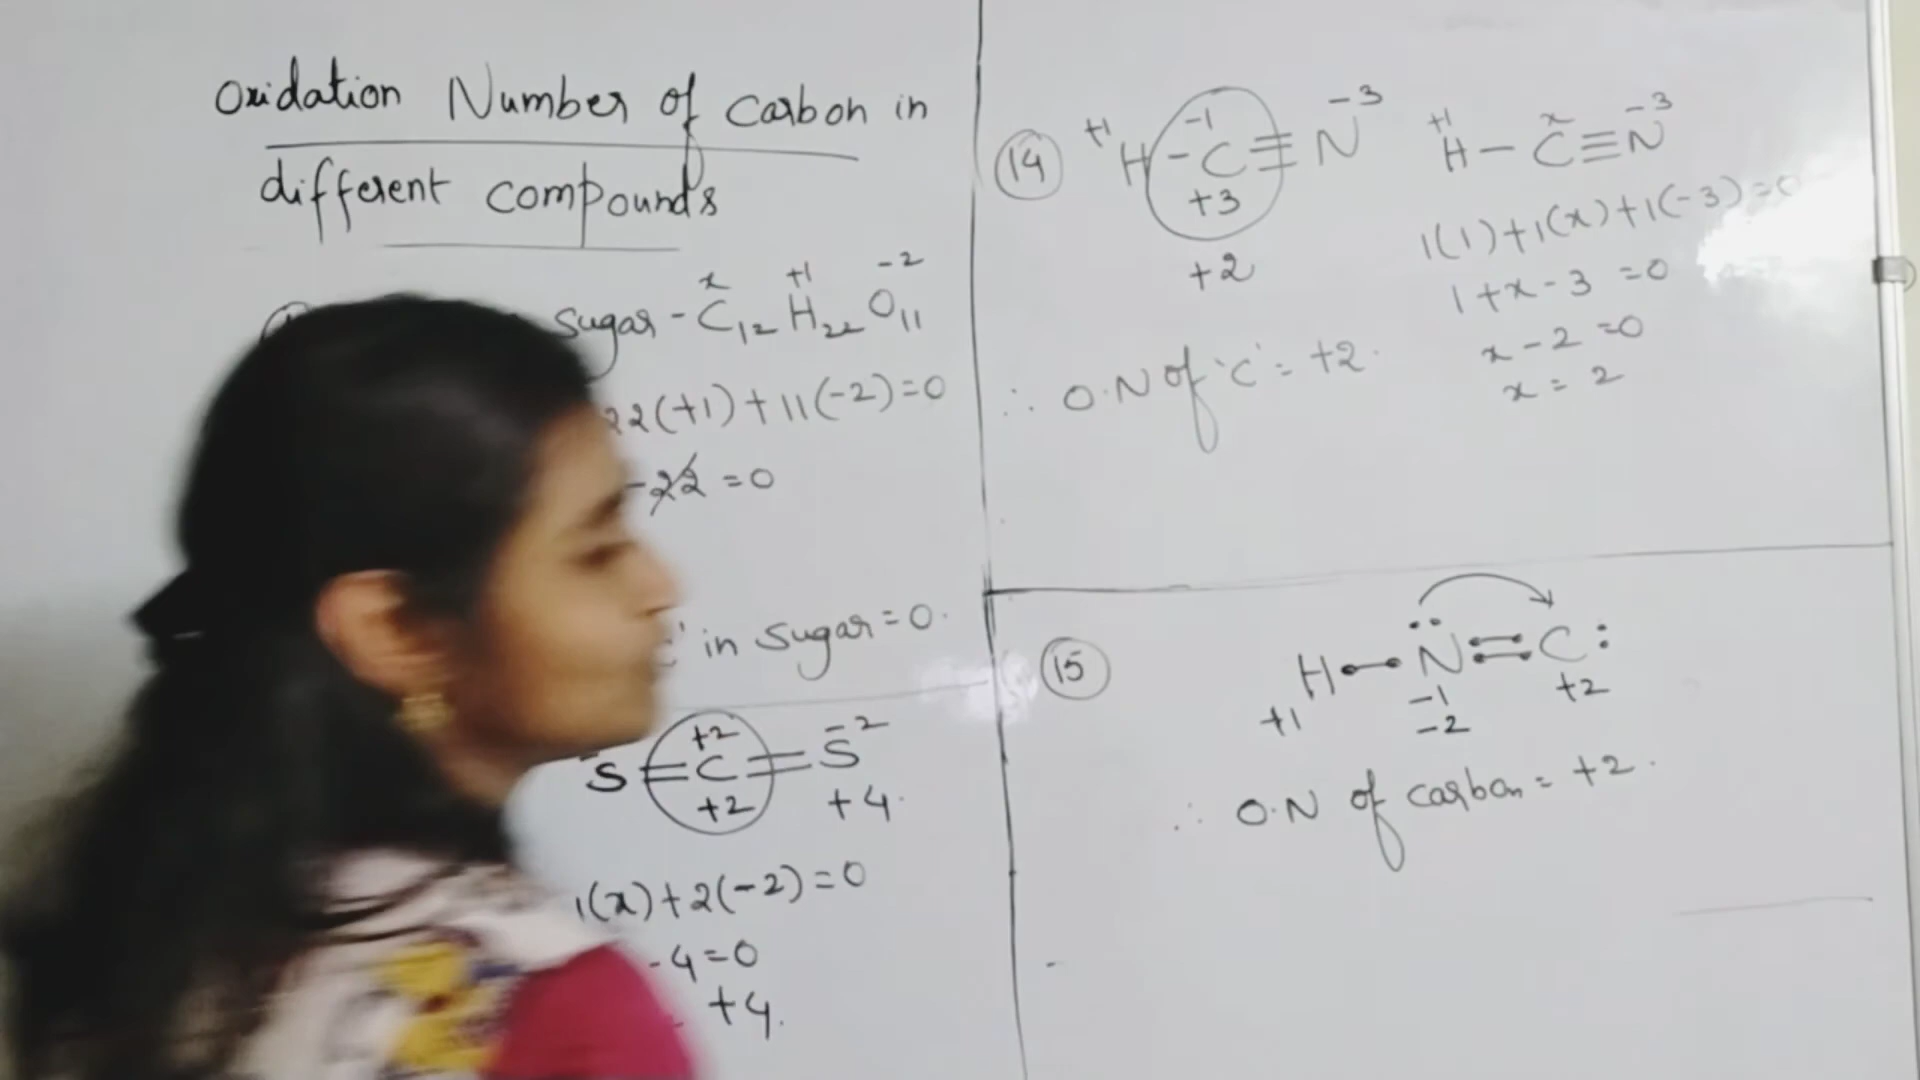 Oxidation Number of Carbon in
different compounds
x +1 -2
Sugar - C12 H22 O11
22(+1)+11(-2)=0
-22 =0
in sugar=0.
+2 -2
S=C=S
+2 +4.
1(x)+2(-2)=0
-4=0
+4.
14
+1 -1 -3
H-C≡N
+3
+2
∴ O.N of 'C' = +2.
+1 x -3
H-C≡N
1(1)+1(x)+1(-3)=0
1+x-3 =0
x-2 =0
x = 2
15
H-N=C:
+1 -1 +2
-2
∴ O.N of carbon = +2.